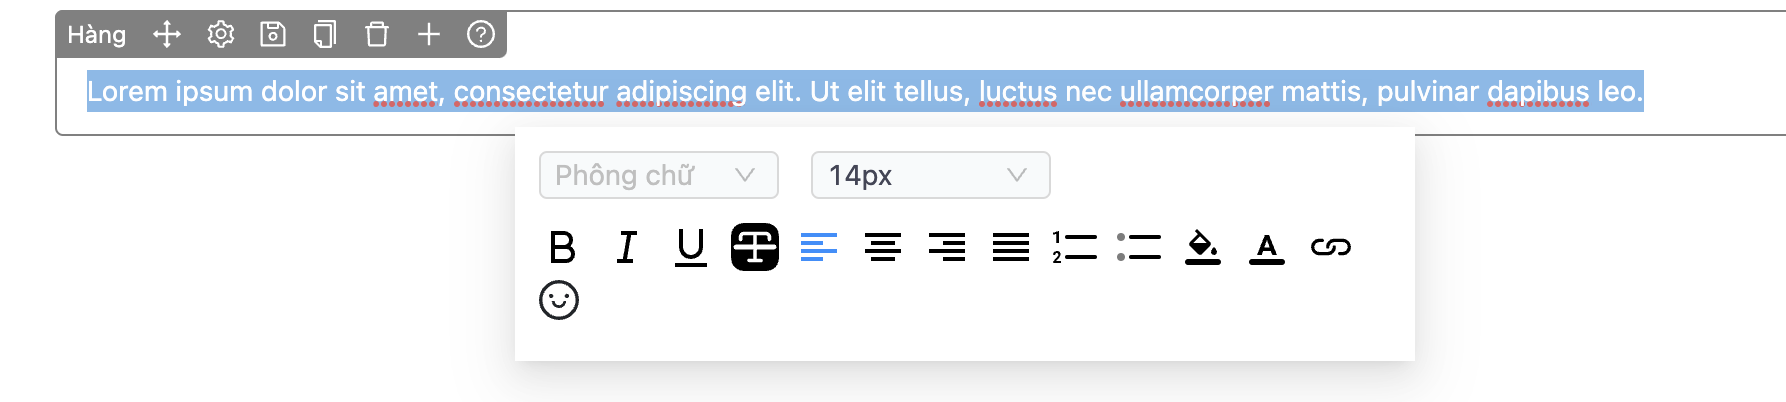 Hàng
Lorem ipsum dolor sit amet, consectetur adipiscing elit. Ut elit tellus, luctus nec ullamcorper mattis, pulvinar dapibus leo.
Phông chữ 14px